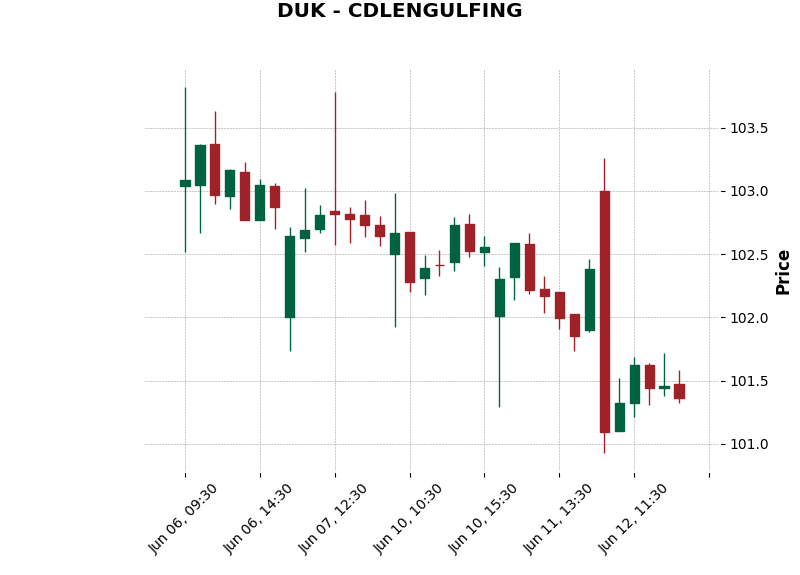 DUK - CDLENGULFING
103.5
103.0
102.5
102.0
101.5
101.0
Price
Jun 06, 09:30
Jun 06, 14:30
Jun 07, 12:30
Jun 10, 10:30
Jun 10, 15:30
Jun 11, 13:30
Jun 12, 11:30